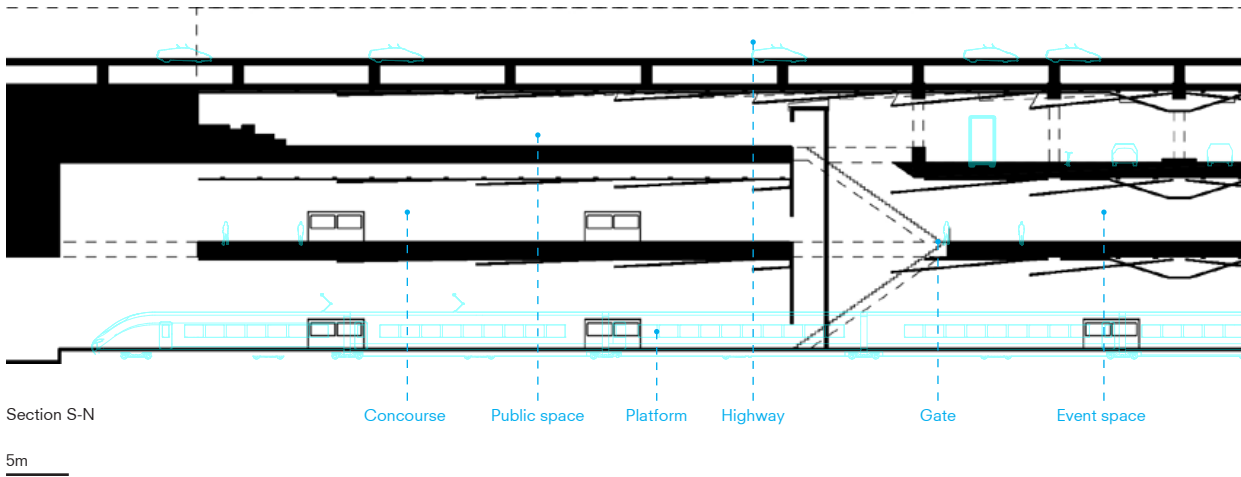 Section S-N
Concourse
Public space
Platform
Highway
Gate
Event space
5m